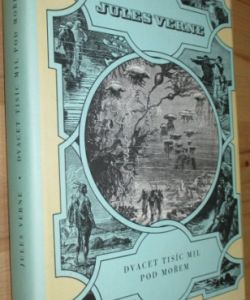 JULES VERNE
DVACET TISÍC MIL
POD MOŘEM
JULES VERNE • DVACET TISÍC MIL POD MOŘEM